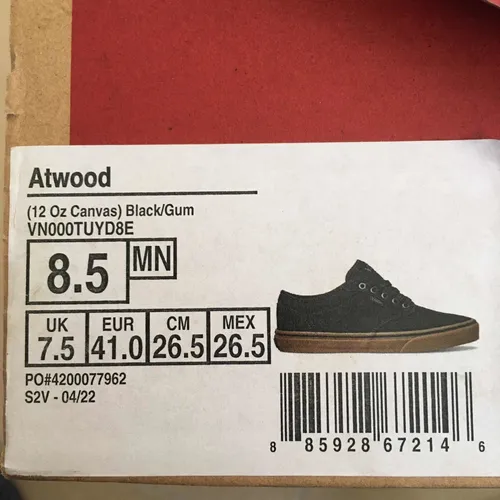 Atwood
(12 Oz Canvas) Black/Gum
VN000TUYD8E
8.5 MN
UK EUR CM MEX
7.5 41.0 26.5 26.5
PO#4200077962
S2V - 04/22
8 85928 67214 6